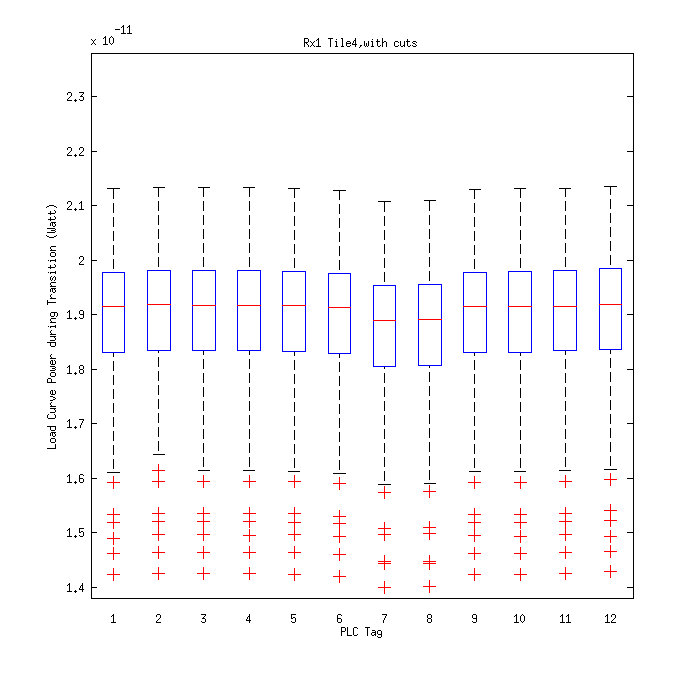 x 10-11
Rx1 Tile4,with cuts
2.3
2.2
2.1
2
1.9
1.8
1.7
1.6
1.5
1.4
Load Curve Power during Transition (Watt)
1 2 3 4 5 6 7 8 9 10 11 12
PLC Tag